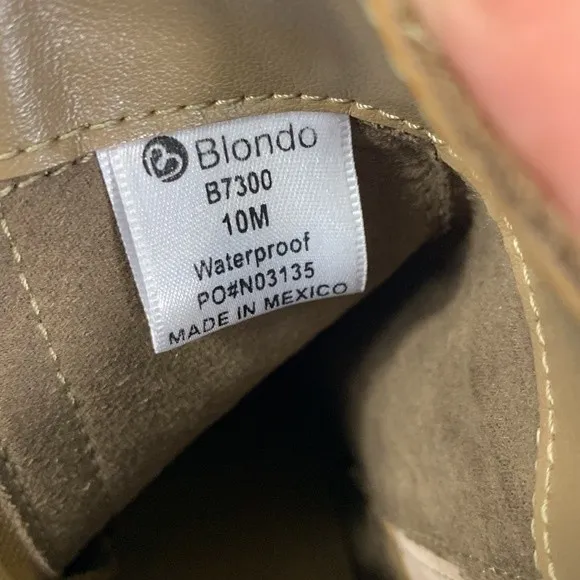 Blondo
B7300
10M
Waterproof
PO#N03135
MADE IN MEXICO